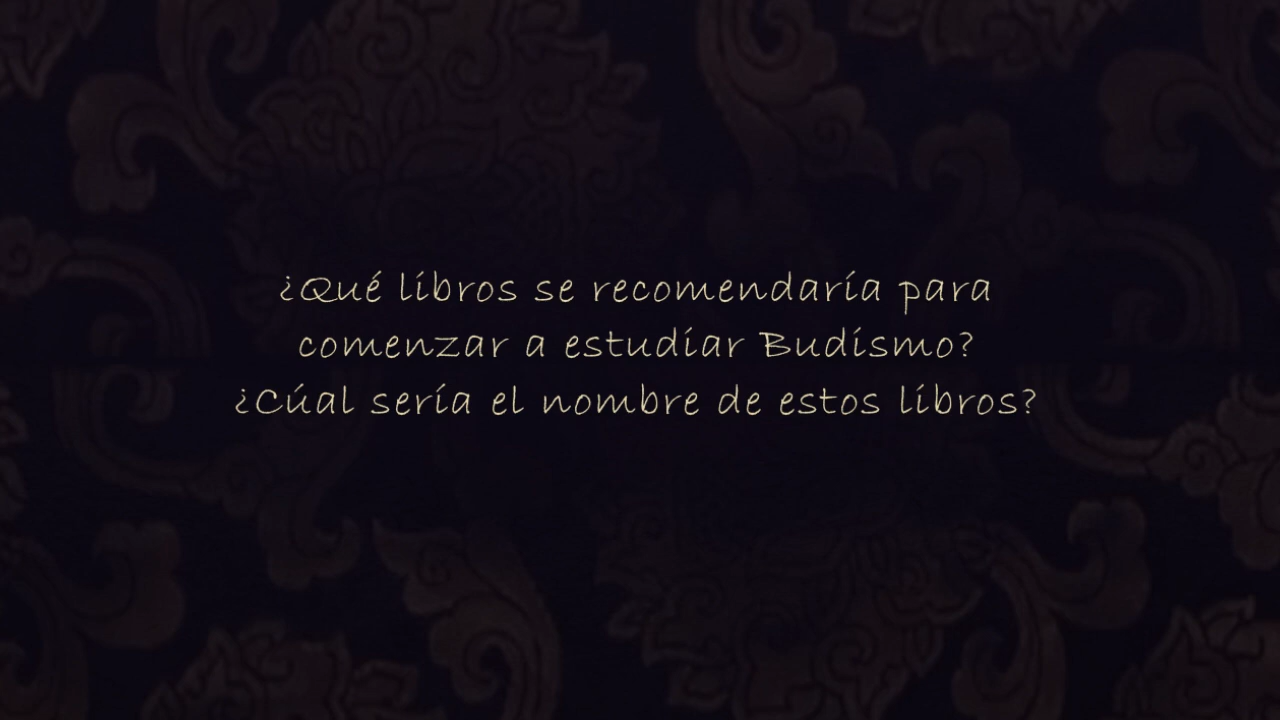 ¿Qué libros se recomendaría para
comenzar a estudiar Budismo?
¿Cúal sería el nombre de estos libros?